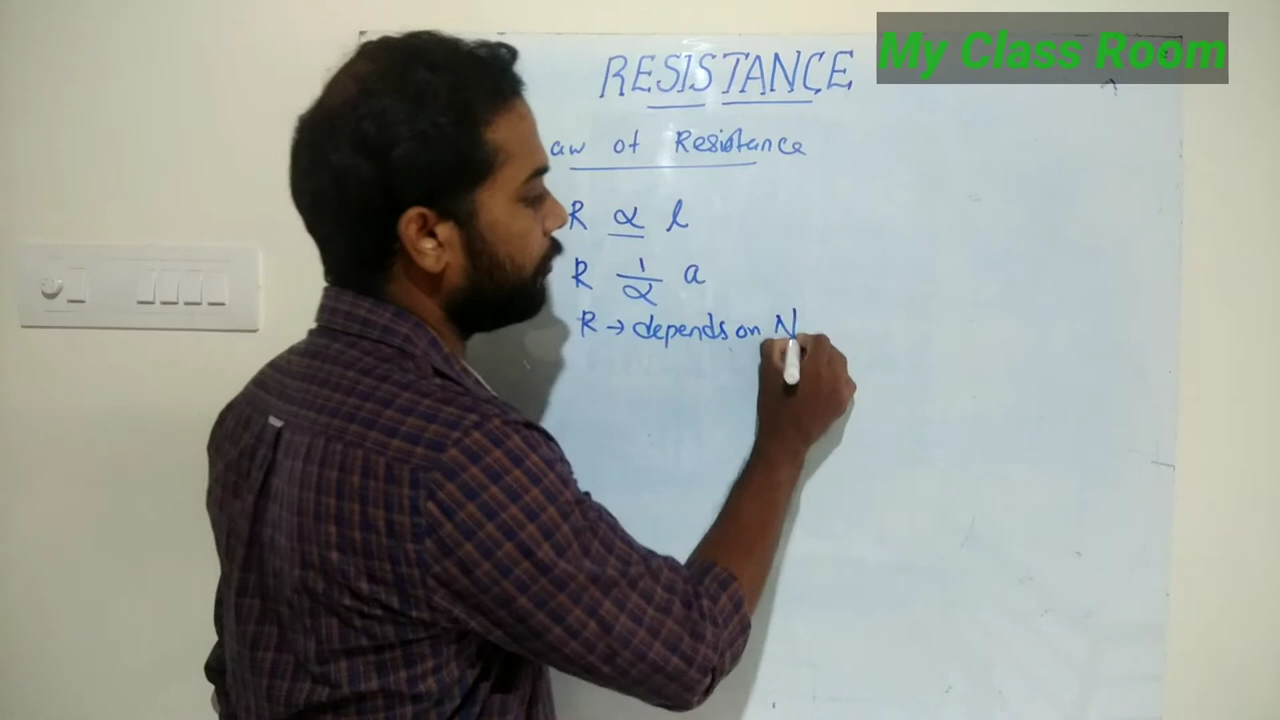 My Class Room
RESISTANCE
aw of Resistance
R α l
R 1/α a
R → depends on N